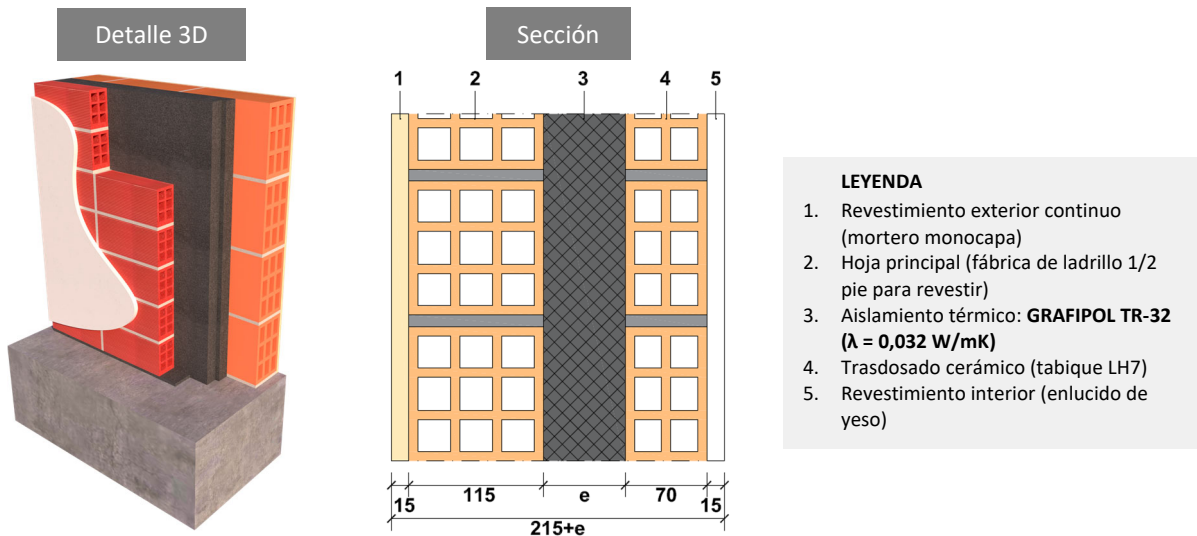 Detalle 3D
Sección
1 2 3 4 5
LEYENDA
1. Revestimiento exterior continuo
(mortero monocapa)
2. Hoja principal (fábrica de ladrillo 1/2
pie para revestir)
3. Aislamiento térmico: GRAFIPOL TR-32
(λ = 0,032 W/mK)
4. Trasdosado cerámico (tabique LH7)
5. Revestimiento interior (enlucido de
yeso)
115 e 70
15 15
215+e